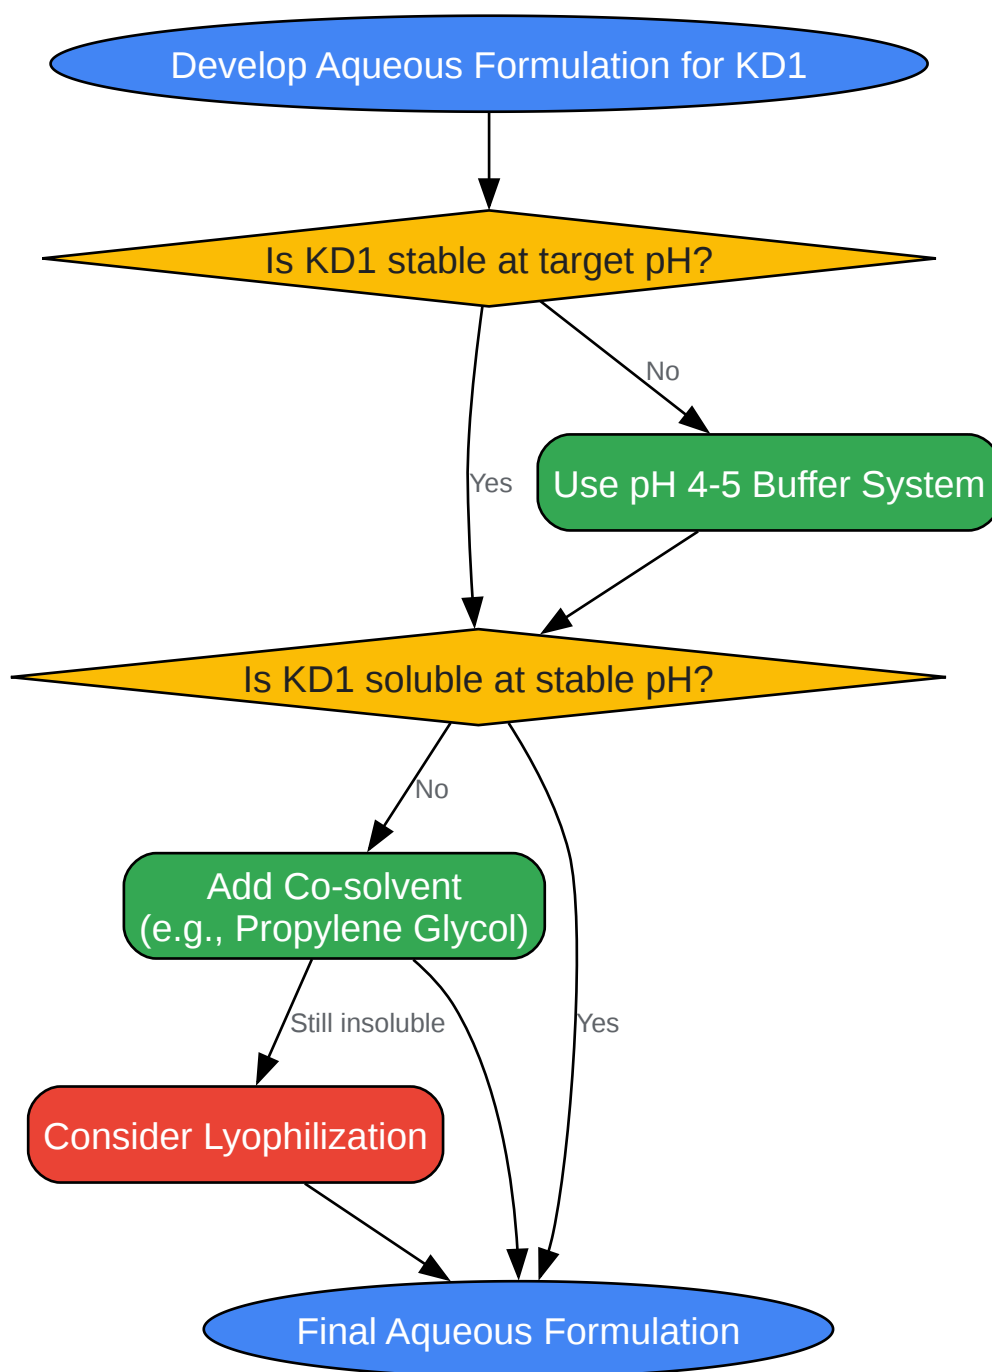 Develop Aqueous Formulation for KD1
Is KD1 stable at target pH?
No
Yes
Use pH 4-5 Buffer System
Is KD1 soluble at stable pH?
No
Add Co-solvent
(e.g., Propylene Glycol)
Still insoluble
Yes
Consider Lyophilization
Final Aqueous Formulation